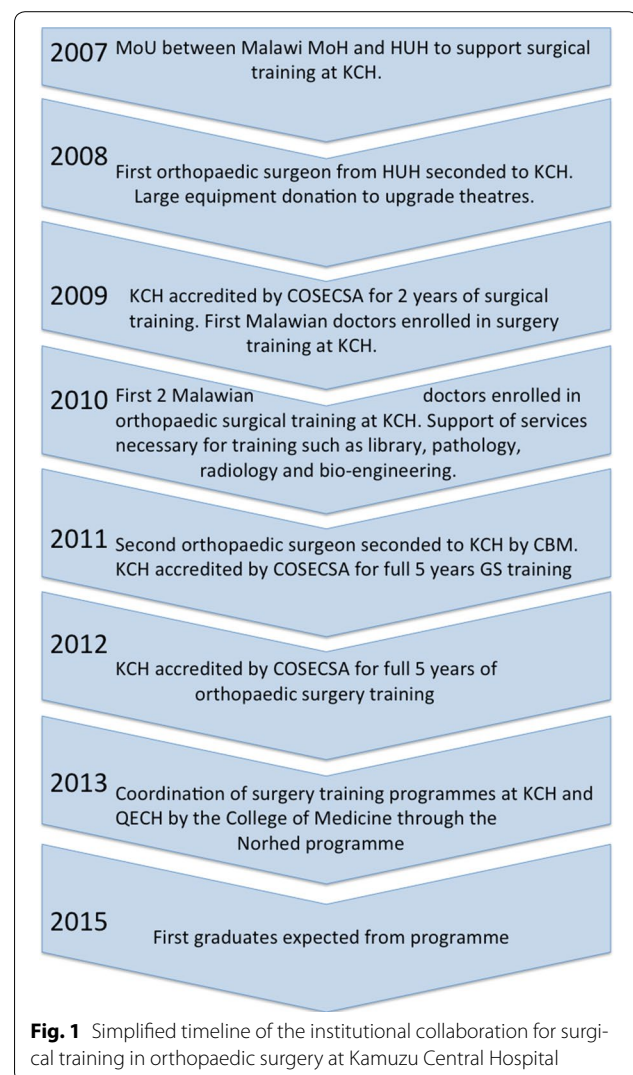 2007 MoU between Malawi MoH and HUH to support surgical
training at KCH.
2008
First orthopaedic surgeon from HUH seconded to KCH.
Large equipment donation to upgrade theatres.
2009 KCH accredited by COSECSA for 2 years of surgical
training. First Malawian doctors enrolled in surgery
training at KCH.
2010 First 2 Malawian doctors enrolled in
orthopaedic surgical training at KCH. Support of services
necessary for training such as library, pathology,
radiology and bio-engineering.
2011 Second orthopaedic surgeon seconded to KCH by CBM.
KCH accredited by COSECSA for full 5 years GS training
2012
KCH accredited by COSECSA for full 5 years of
orthopaedic surgery training
2013 Coordination of surgery training programmes at KCH and
QECH by the College of Medicine through the
Norhed programme
2015
First graduates expected from programme
Fig. 1 Simplified timeline of the institutional collaboration for surgi-
cal training in orthopaedic surgery at Kamuzu Central Hospital